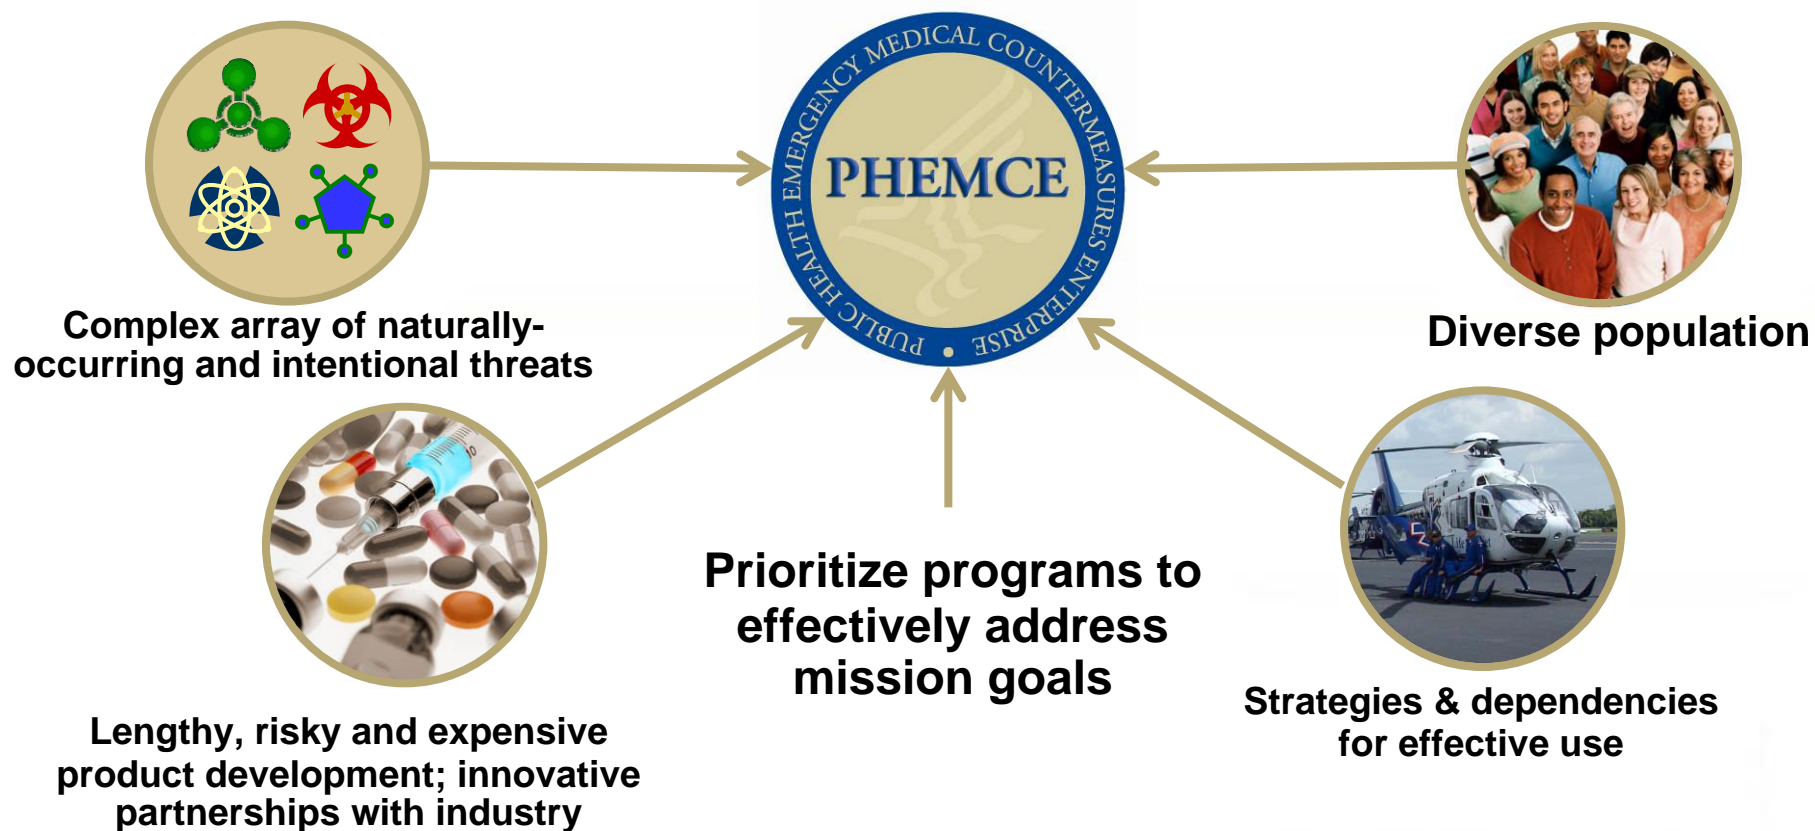 PUBLIC HEALTH EMERGENCY MEDICAL COUNTERMEASURES ENTERPRISE •
PHEMCE
Complex array of naturally-
occurring and intentional threats
Diverse population
10
Lengthy, risky and expensive
product development; innovative
partnerships with industry
Prioritize programs to
effectively address
mission goals
Strategies & dependencies
for effective use